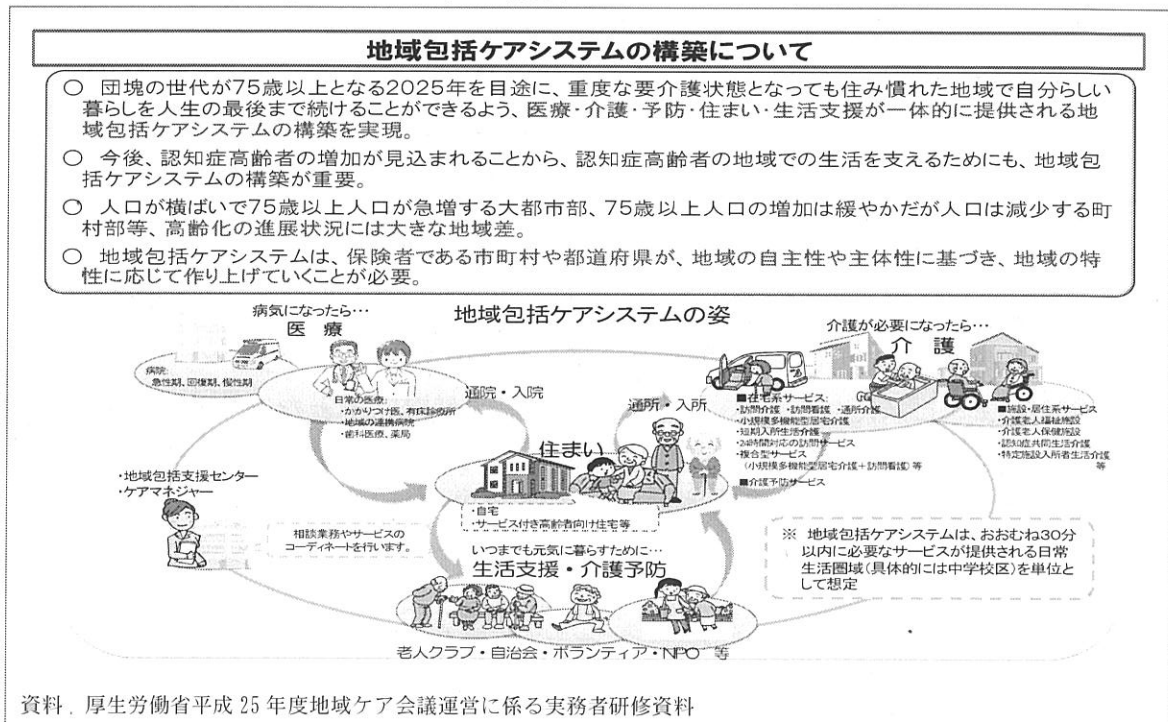 地域包括ケアシステムの構築について
○ 団塊の世代が75歳以上となる2025年を目途に、重度な要介護状態となっても住み慣れた地域で自分らしい
暮らしを人生の最後まで続けることができるよう、医療・介護・予防・住まい・生活支援が一体的に提供される地
域包括ケアシステムの構築を実現。
○ 今後、認知症高齢者の増加が見込まれることから、認知症高齢者の地域での生活を支えるためにも、地域包
括ケアシステムの構築が重要。
○ 人口が横ばいで75歳以上人口が急増する大都市部、75歳以上人口の増加は緩やかだが人口は減少する町
村部等、高齢化の進展状況には大きな地域差。
○ 地域包括ケアシステムは、保険者である市町村や都道府県が、地域の自主性や主体性に基づき、地域の特
性に応じて作り上げていくことが必要。
地域包括ケアシステムの姿
病気になったら…
医 療
病院:
急性期、回復期、慢性期
日常の医療:
・かかりつけ医、有床診療所
・地域の連携病院
・歯科医療、薬局
通院・入院
通所・入所
介護が必要になったら…
介 護
■在宅系サービス:
・訪問介護 ・訪問看護 ・通所介護
・小規模多機能型居宅介護
・短期入所生活介護
・24時間対応の訪問サービス
・複合型サービス
(小規模多機能型居宅介護+訪問看護) 等
■介護予防サービス
■施設・居住系サービス
・介護老人福祉施設
・介護老人保健施設
・認知症共同生活介護
・特定施設入所者生活介護
等
住まい
・自宅
・サービス付き高齢者向け住宅等
・地域包括支援センター
・ケアマネジャー
相談業務やサービスの
コーディネートを行います。
いつまでも元気に暮らすために…
生活支援・介護予防
老人クラブ・自治会・ボランティア・NPO 等
※ 地域包括ケアシステムは、おおむね30分
以内に必要なサービスが提供される日常
生活圏域(具体的には中学校区)を単位と
して想定
資料．厚生労働省平成 25 年度地域ケア会議運営に係る実務者研修資料